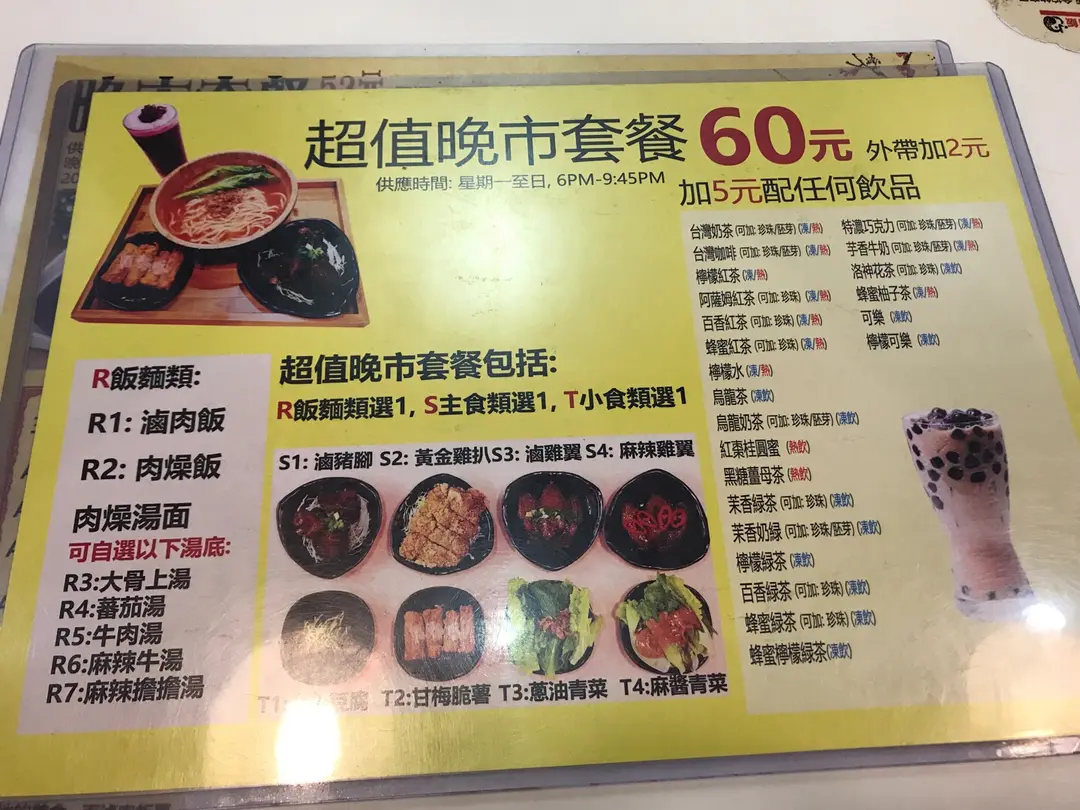 超值晚市套餐 60元 外帶加2元
供應時間: 星期一至日, 6PM-9:45PM
加5元配任何飲品
台灣奶茶 (可加: 珍珠/胚芽) (凍/熱)
台灣咖啡 (可加: 珍珠/胚芽) (凍/熱)
檸檬紅茶 (凍/熱)
阿薩姆紅茶 (可加: 珍珠) (凍/熱)
百香紅茶 (可加: 珍珠) (凍/熱)
蜂蜜紅茶 (可加: 珍珠) (凍/熱)
檸檬水 (凍/熱)
烏龍茶 (凍飲)
烏龍奶茶 (可加: 珍珠/胚芽) (凍飲)
紅棗桂圓蜜 (熱飲)
黑糖薑母茶 (熱飲)
茉香綠茶 (可加: 珍珠) (凍飲)
茉香奶綠 (可加: 珍珠/胚芽) (凍飲)
檸檬綠茶 (凍飲)
百香綠茶 (可加: 珍珠) (凍飲)
蜂蜜綠茶 (可加: 珍珠) (凍飲)
蜂蜜檸檬綠茶(凍飲)
特濃巧克力 (可加: 珍珠/胚芽) (凍/熱)
芋香牛奶 (可加: 珍珠/胚芽) (凍/熱)
洛神花茶 (可加: 珍珠) (凍飲)
蜂蜜柚子茶 (凍/熱)
可樂 (凍飲)
檸檬可樂 (凍飲)
超值晚市套餐包括:
R飯麵類選1, S主食類選1, T小食類選1
R飯麵類:
R1: 滷肉飯
R2: 肉燥飯
肉燥湯面
可自選以下湯底:
R3:大骨上湯
R4:蕃茄湯
R5:牛肉湯
R6:麻辣牛湯
R7:麻辣擔擔湯
S1: 滷豬腳 S2: 黃金雞扒 S3: 滷雞翼 S4: 麻辣雞翼
T1: 豆腐 T2:甘梅脆薯 T3:蔥油青菜 T4:麻醬青菜